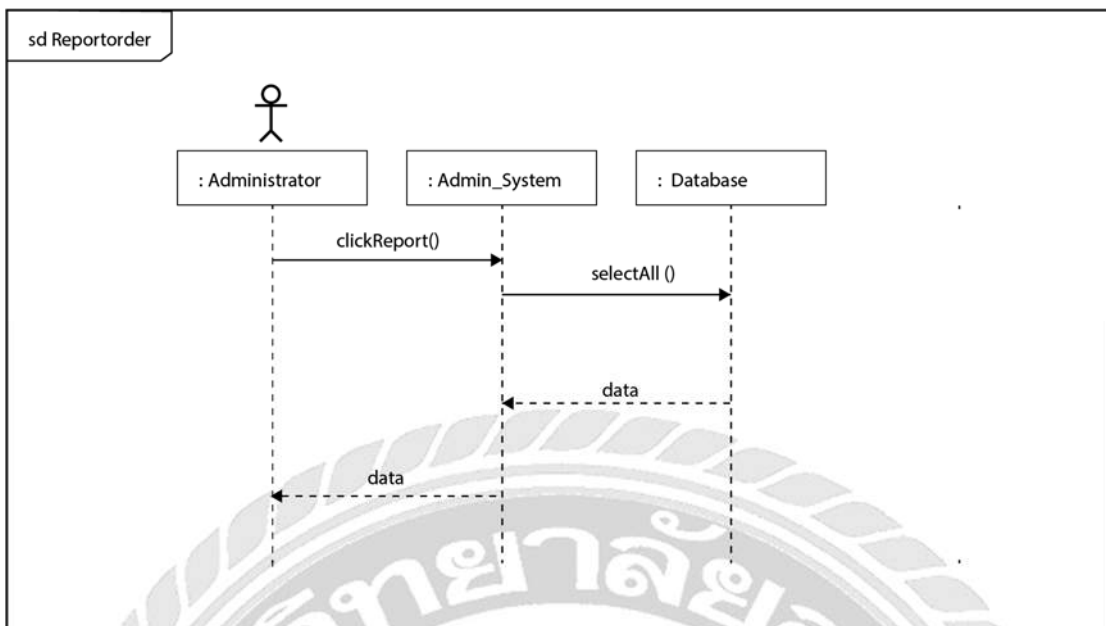 sd Reportorder
: Administrator
: Admin_System
: Database
clickReport()
selectAll ()
data
data